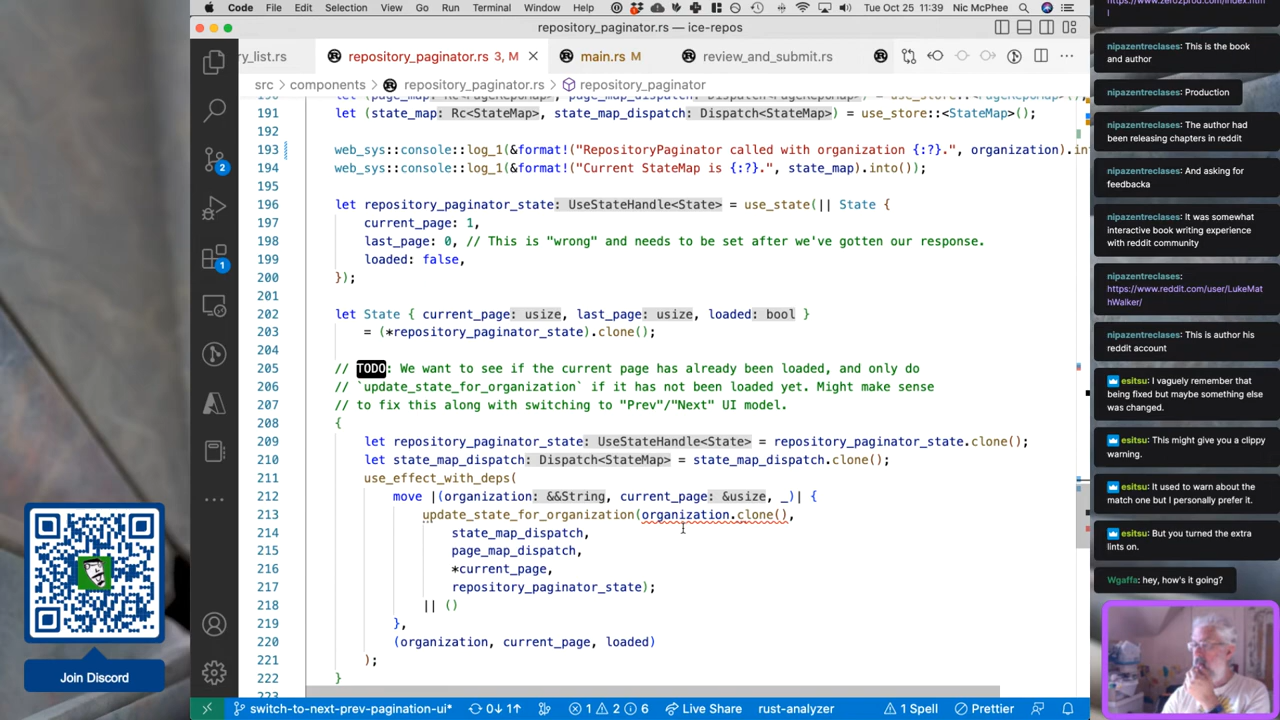 Code File Edit Selection View Go Run Terminal Window Help Tue Oct 25 11:39 Nic McPhee
repository_paginator.rs — ice-repos
ry_list.rs repository_paginator.rs 3, M main.rs M review_and_submit.rs
src components repository_paginator.rs repository_paginator
191 let (state_map: Rc<StateMap>, state_map_dispatch: Dispatch<StateMap>) = use_store::<StateMap>();
192
193 web_sys::console::log_1(&format!("RepositoryPaginator called with organization {:?}.", organization).in
194 web_sys::console::log_1(&format!("Current StateMap is {:?}.", state_map).into());
195
196 let repository_paginator_state: UseStateHandle<State> = use_state(|| State {
197 current_page: 1,
198 last_page: 0, // This is "wrong" and needs to be set after we've gotten our response.
199 loaded: false,
200 });
201
202 let State { current_page: usize, last_page: usize, loaded: bool }
203 = (*repository_paginator_state).clone();
204
205 // TODO: We want to see if the current page has already been loaded, and only do
206 // `update_state_for_organization` if it has not been loaded yet. Might make sense
207 // to fix this along with switching to "Prev"/"Next" UI model.
208 {
209 let repository_paginator_state: UseStateHandle<State> = repository_paginator_state.clone();
210 let state_map_dispatch: Dispatch<StateMap> = state_map_dispatch.clone();
211 use_effect_with_deps(
212 move |(organization: &&String, current_page: &usize, _)| {
213 update_state_for_organization(organization.clone(),
214 state_map_dispatch,
215 page_map_dispatch,
216 *current_page,
217 repository_paginator_state);
218 || ()
219 },
220 (organization, current_page, loaded)
221 );
222 }
223
switch-to-next-prev-pagination-ui* 0↓ 1↑ 1 2 6 Live Share rust-analyzer 1 Spell Prettier
2
1
Join Discord
l
nipazentreclases: This is the book
and author
nipazentreclases: Production
nipazentreclases: The author had
been releasing chapters in reddit
nipazentreclases: And asking for
feedbacka
nipazentreclases: It was somewhat
interactive book writing experience
with reddit community
nipazentreclases:
https://www.reddit.com/user/LukeMat
hWalker/
nipazentreclases: This is author his
reddit account
esitsu: I vaguely remember that
being fixed but maybe something else
was changed.
esitsu: This might give you a clippy
warning.
esitsu: It used to warn about the
match one but I personally prefer it.
esitsu: But you turned the extra
lints on.
Wgaffa: hey, how's it going?